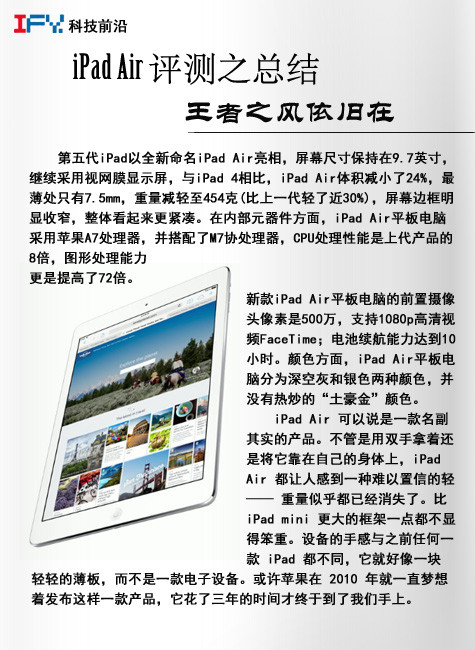 IFY. 科技前沿
iPad Air 评测之总结
王者之风依旧在
第五代iPad以全新命名iPad Air亮相，屏幕尺寸保持在9.7英寸，
继续采用视网膜显示屏，与iPad 4相比，iPad Air体积减小了24%，最
薄处只有7.5mm，重量减轻至454克(比上一代轻了近30%)，屏幕边框明
显收窄，整体看起来更紧凑。在内部元器件方面，iPad Air平板电脑
采用苹果A7处理器，并搭配了M7协处理器，CPU处理性能是上代产品的
8倍，图形处理能力
更是提高了72倍。
新款iPad Air平板电脑的前置摄像
头像素是500万，支持1080p高清视
频FaceTime；电池续航能力达到10
小时。颜色方面，iPad Air平板电
脑分为深空灰和银色两种颜色，并
没有热炒的“土豪金”颜色。
iPad Air 可以说是一款名副
其实的产品。不管是用双手拿着还
是将它靠在自己的身体上，iPad
Air 都让人感到一种难以置信的轻
—— 重量似乎都已经消失了。比
iPad mini 更大的框架一点都不显
得笨重。设备的手感与之前任何一
款 iPad 都不同，它就好像一块
轻轻的薄板，而不是一款电子设备。或许苹果在 2010 年就一直梦想
着发布这样一款产品，它花了三年的时间才终于到了我们手上。